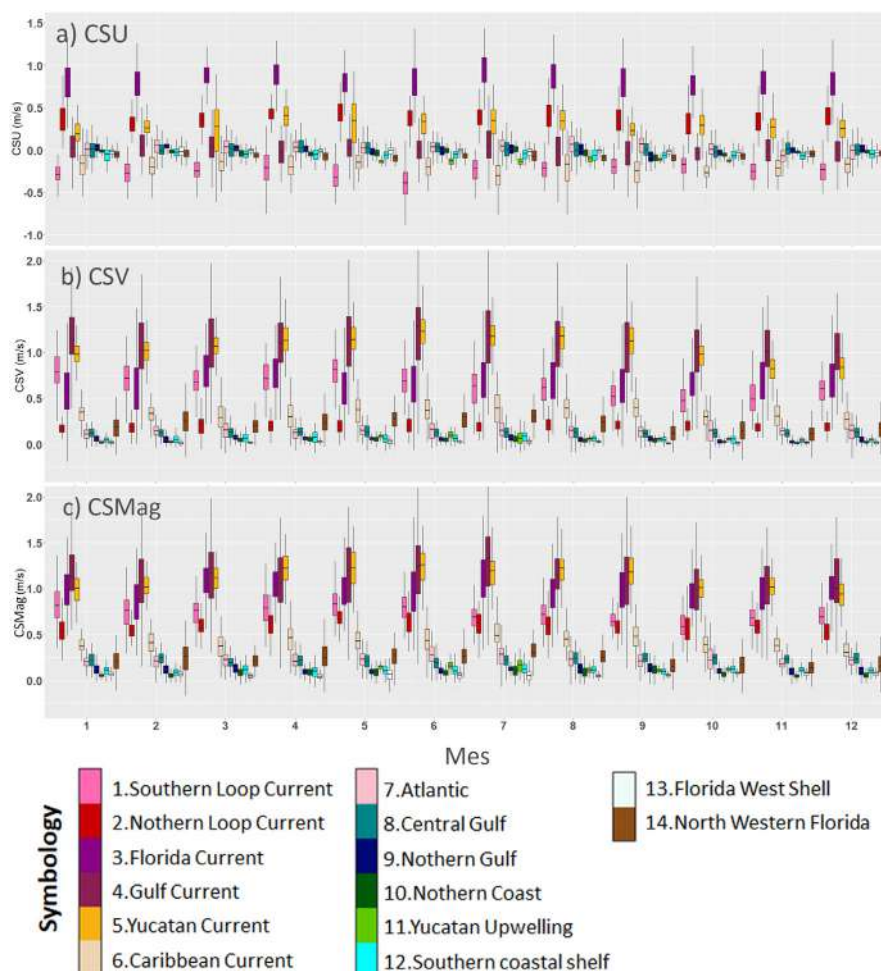 a) CSU
CSU (m/s)
1.5
1.0
0.5
0.0
-0.5
-1.0
b) CSV
CSV (m/s)
2.0
1.5
1.0
0.5
0.0
c) CSMag
CSMag (m/s)
2.0
1.5
1.0
0.5
0.0
1 2 3 4 5 6 7 8 9 10 11 12
Mes
Symbology
1.Southern Loop Current
2.Nothern Loop Current
3.Florida Current
4.Gulf Current
5.Yucatan Current
6.Caribbean Current
7.Atlantic
8.Central Gulf
9.Nothern Gulf
10.Nothern Coast
11.Yucatan Upwelling
12.Southern coastal shelf
13.Florida West Shell
14.North Western Florida